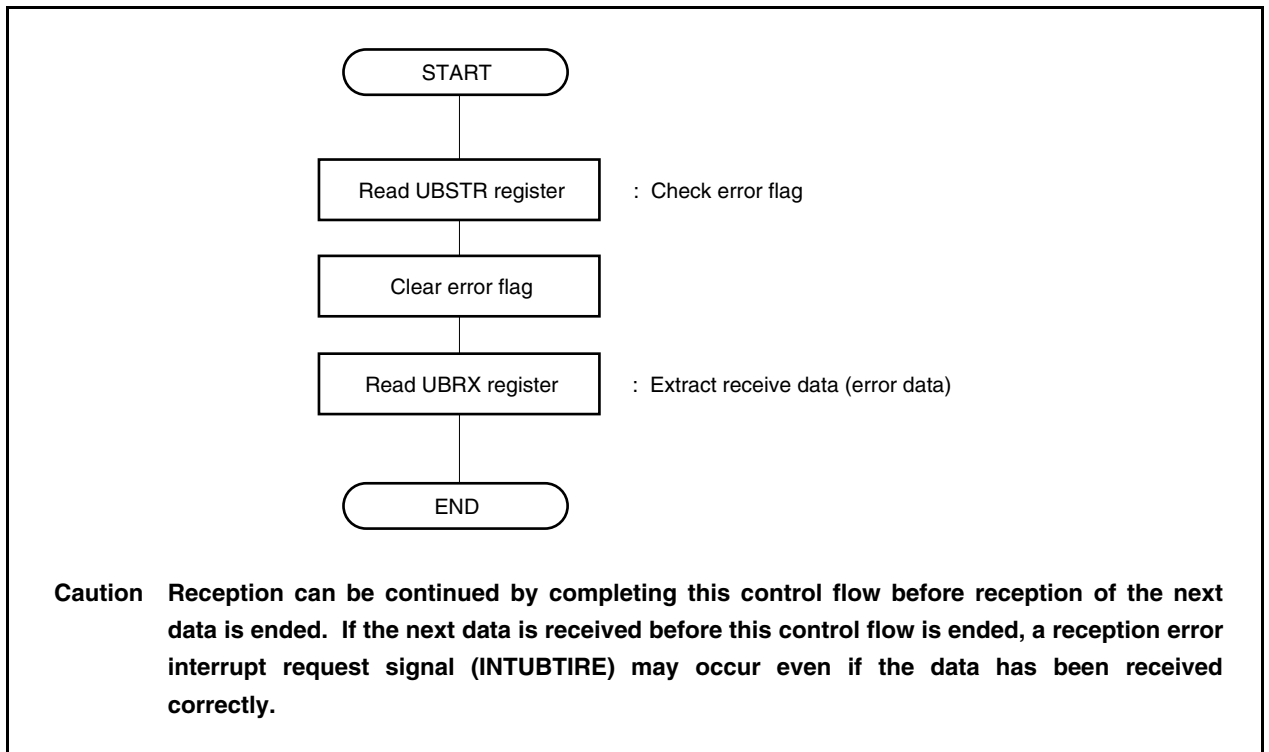 START
Read UBSTR register : Check error flag
Clear error flag
Read UBRX register : Extract receive data (error data)
END
Caution Reception can be continued by completing this control flow before reception of the next
data is ended. If the next data is received before this control flow is ended, a reception error
interrupt request signal (INTUBTIRE) may occur even if the data has been received
correctly.